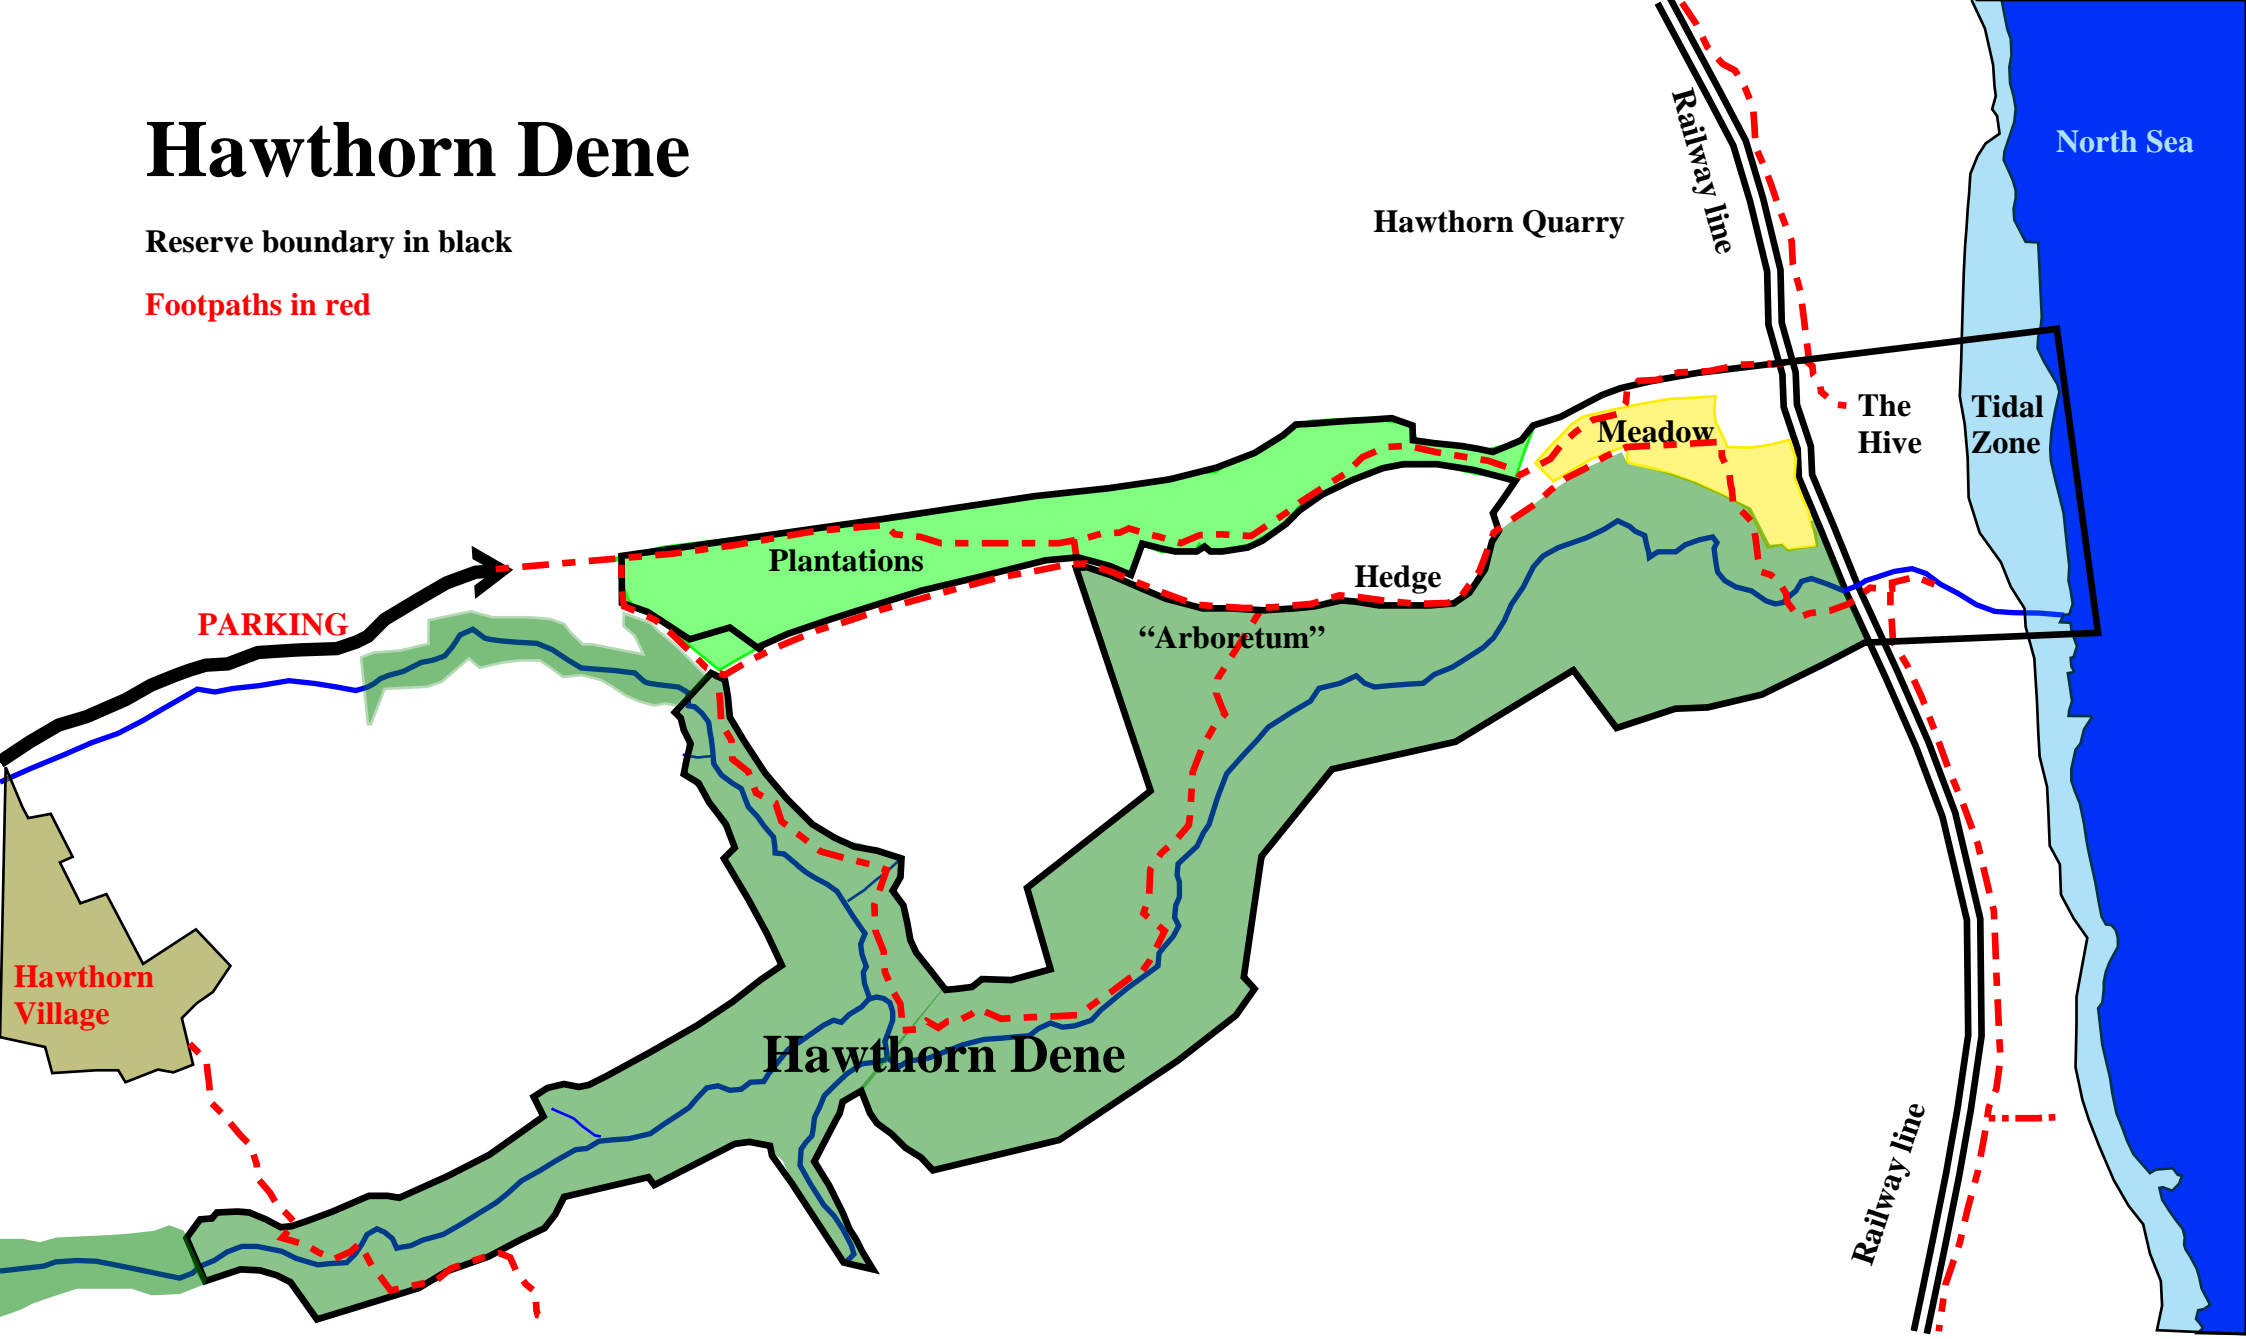 Hawthorn Dene
Reserve boundary in black
Footpaths in red
Railway line
North Sea
Hawthorn Quarry
The
Hive
Tidal
Zone
Meadow
Plantations
Hedge
PARKING
“Arboretum”
Hawthorn
Village
Hawthorn Dene
Railway line